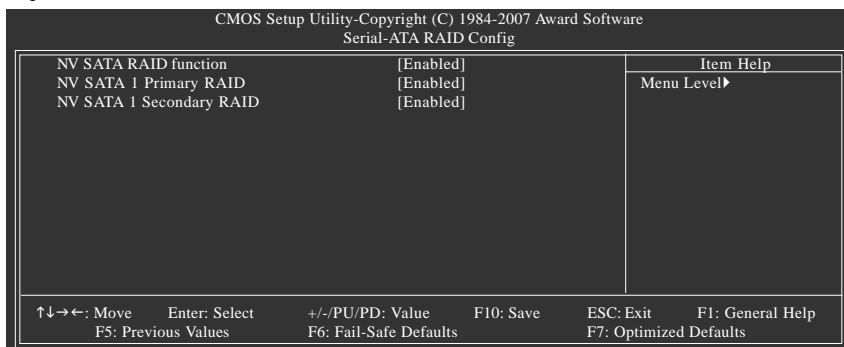 CMOS Setup Utility-Copyright (C) 1984-2007 Award Software
Serial-ATA RAID Config
NV SATA RAID function [Enabled]
NV SATA 1 Primary RAID [Enabled]
NV SATA 1 Secondary RAID [Enabled]
Item Help
Menu Level▶
↑↓→←: Move Enter: Select +/-/PU/PD: Value F10: Save ESC: Exit F1: General Help
F5: Previous Values F6: Fail-Safe Defaults F7: Optimized Defaults